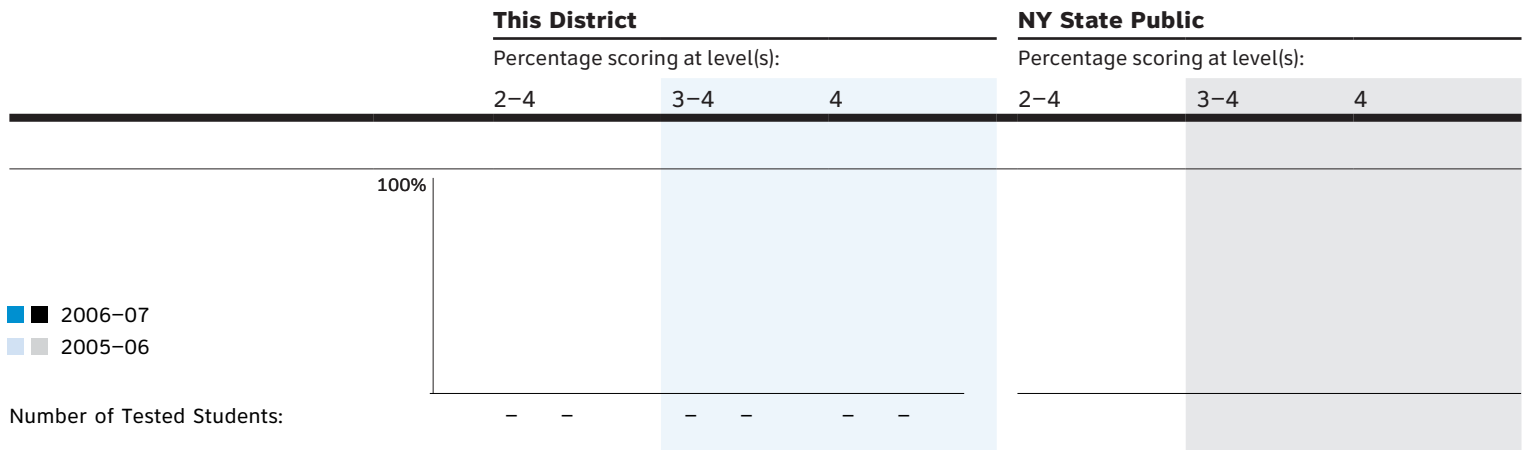 This District NY State Public
Percentage scoring at level(s): Percentage scoring at level(s):
2–4 3–4 4 2–4 3–4 4
100%
2006–07
2005–06
Number of Tested Students: – – – – – –